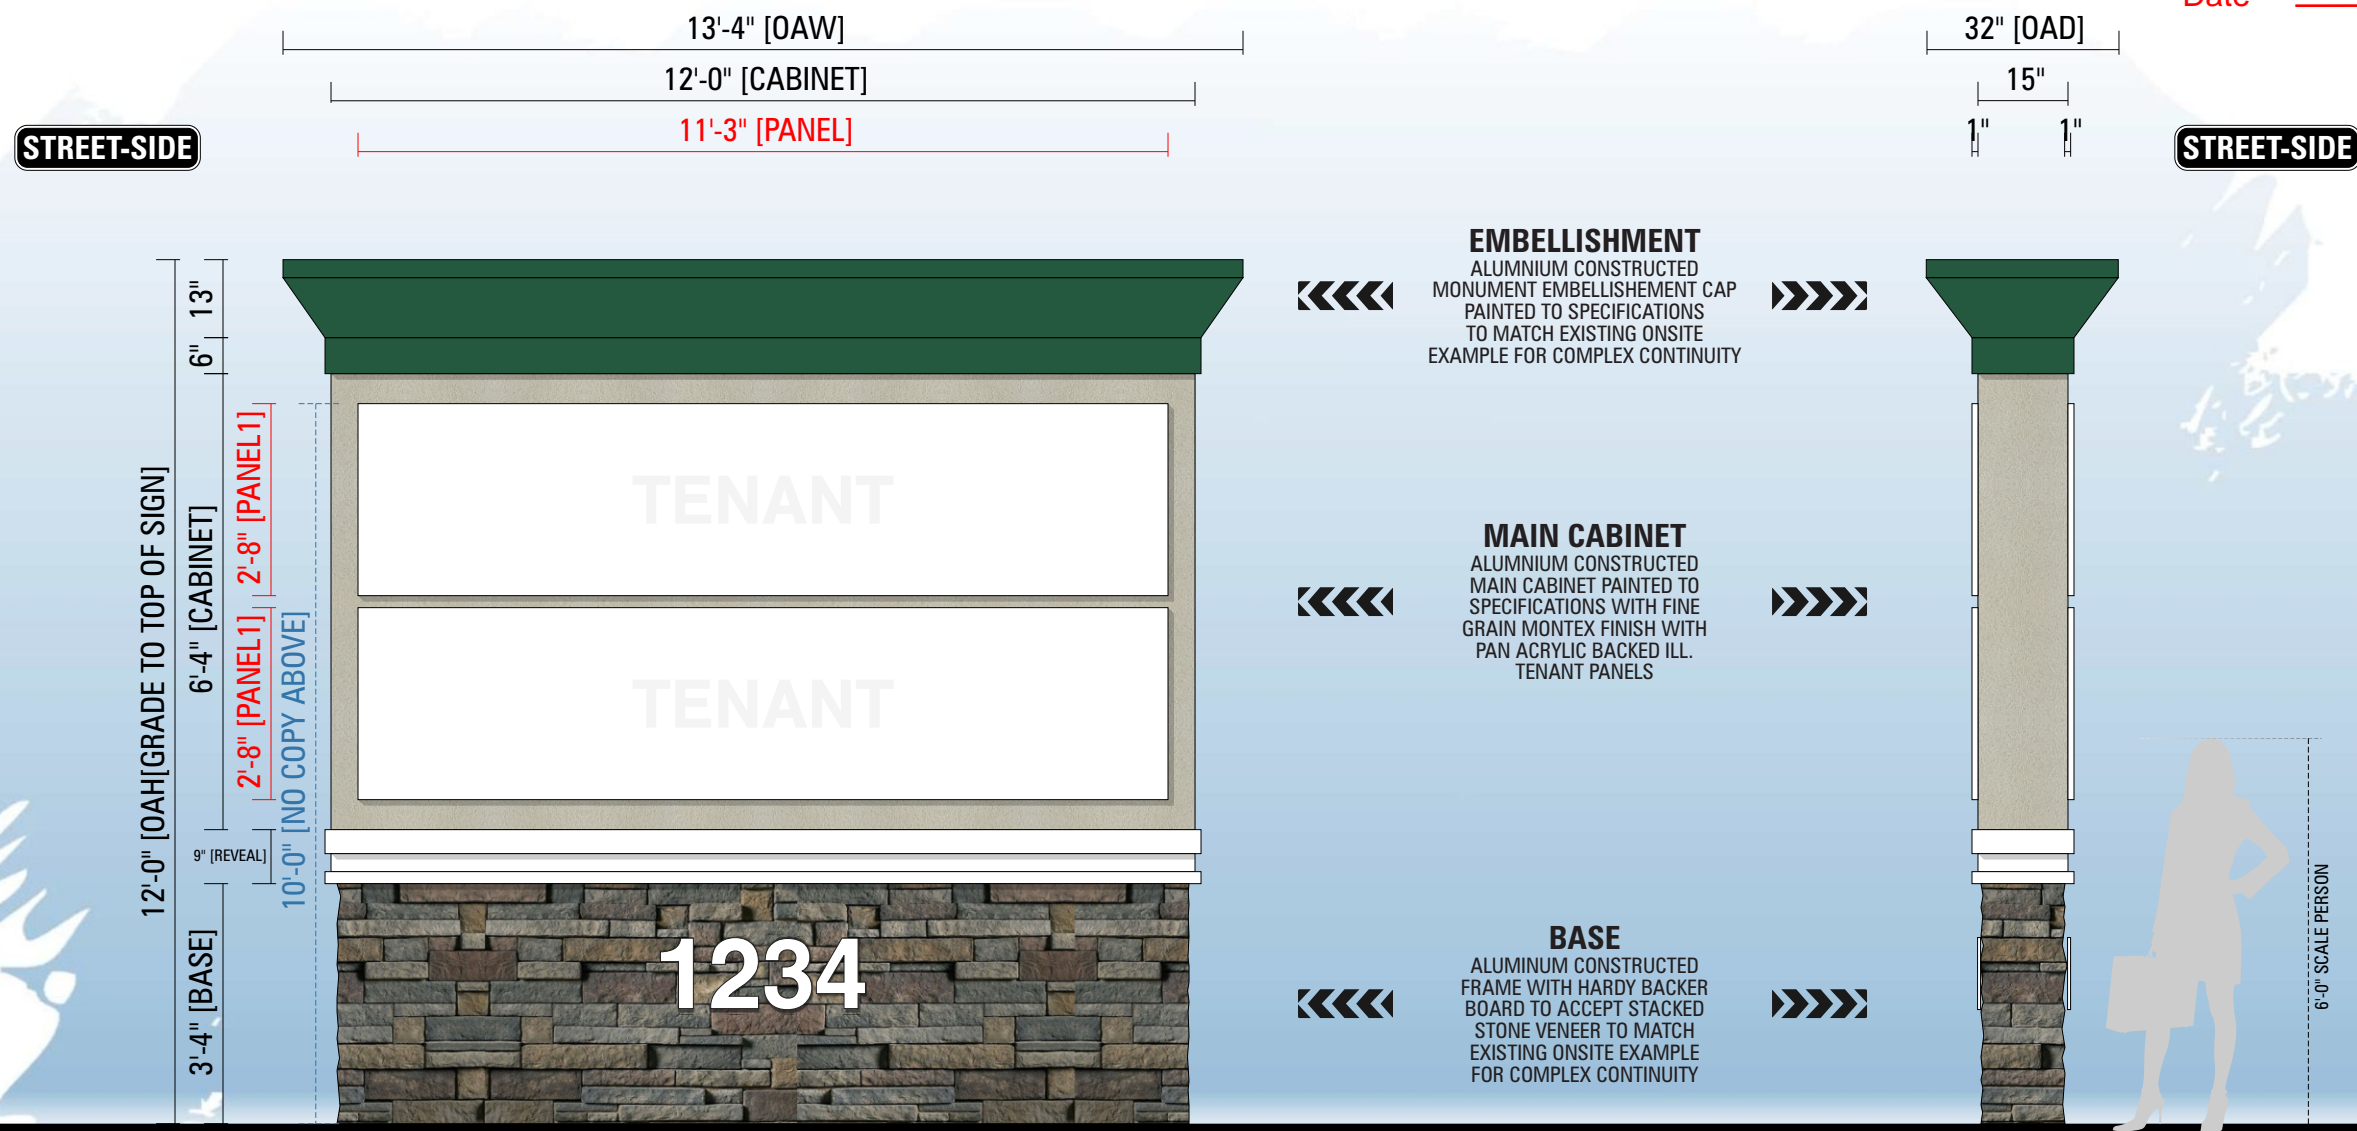 Date
13'-4" [OAW]
32" [OAD]
12'-0" [CABINET]
15"
11'-3" [PANEL]
1"
1"
STREET-SIDE
STREET-SIDE
EMBELLISHMENT
ALUMNIUM CONSTRUCTED
MONUMENT EMBELLISHEMENT CAP
PAINTED TO SPECIFICATIONS
TO MATCH EXISTING ONSITE
EXAMPLE FOR COMPLEX CONTINUITY
13"
6"
12'-0" [OAH[GRADE TO TOP OF SIGN]
6'-4" [CABINET]
2'-8" [PANEL1]
2'-8" [PANEL1]
10'-0" [NO COPY ABOVE]
9" [REVEAL]
3'-4" [BASE]
TENANT
TENANT
MAIN CABINET
ALUMNIUM CONSTRUCTED
MAIN CABINET PAINTED TO
SPECIFICATIONS WITH FINE
GRAIN MONTEX FINISH WITH
PAN ACRYLIC BACKED ILL.
TENANT PANELS
1234
BASE
ALUMINUM CONSTRUCTED
FRAME WITH HARDY BACKER
BOARD TO ACCEPT STACKED
STONE VENEER TO MATCH
EXISTING ONSITE EXAMPLE
FOR COMPLEX CONTINUITY
6'-0" SCALE PERSON